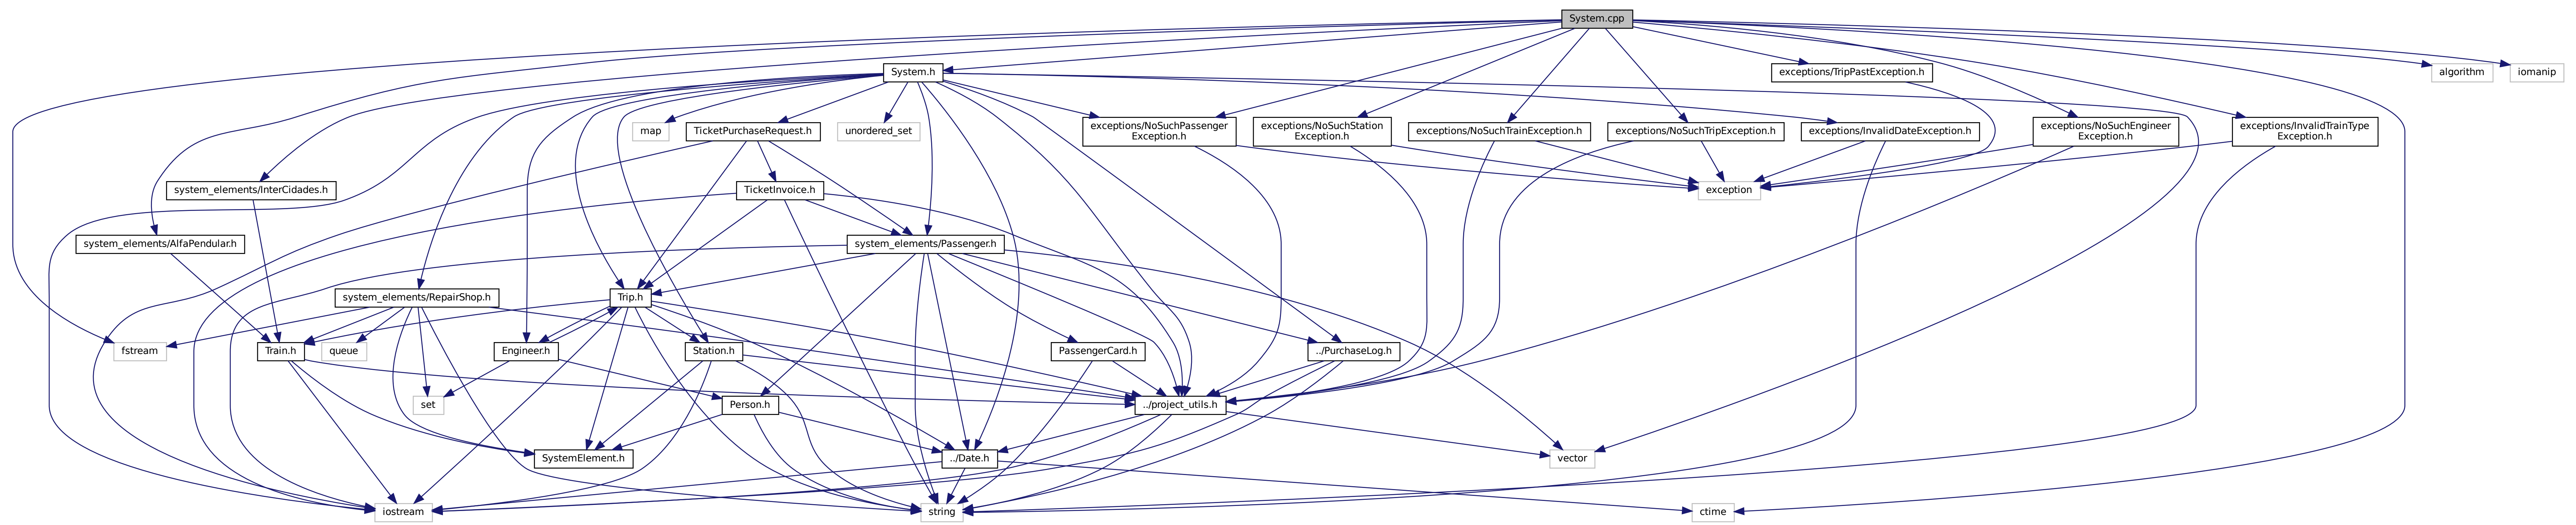 System.cpp
System.h
exceptions/TripPastException.h
algorithm
iomanip
map
TicketPurchaseRequest.h
unordered_set
exceptions/NoSuchPassenger
Exception.h
exceptions/NoSuchStation
Exception.h
exceptions/NoSuchTrainException.h
exceptions/NoSuchTripException.h
exceptions/InvalidDateException.h
exceptions/NoSuchEngineer
Exception.h
exceptions/InvalidTrainType
Exception.h
system_elements/InterCidades.h
TicketInvoice.h
exception
system_elements/AlfaPendular.h
system_elements/Passenger.h
system_elements/RepairShop.h
Trip.h
fstream
Train.h
queue
Engineer.h
Station.h
PassengerCard.h
../PurchaseLog.h
set
Person.h
../project_utils.h
SystemElement.h
../Date.h
vector
iostream
string
ctime